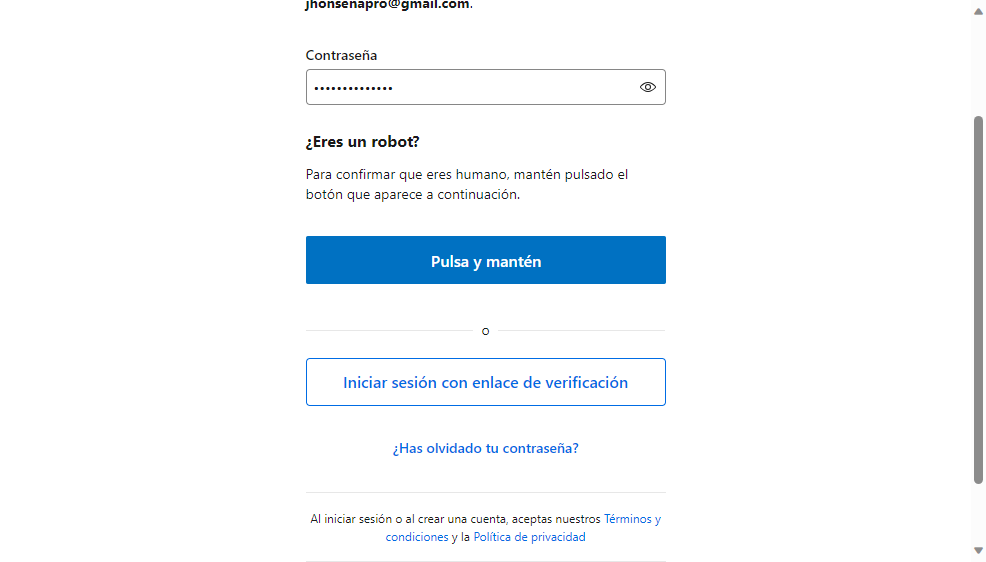 jhonsenapro@gmail.com.
Contraseña
••••••••••••••
¿Eres un robot?
Para confirmar que eres humano, mantén pulsado el
botón que aparece a continuación.
Pulsa y mantén
o
Iniciar sesión con enlace de verificación
¿Has olvidado tu contraseña?
Al iniciar sesión o al crear una cuenta, aceptas nuestros Términos y
condiciones y la Política de privacidad